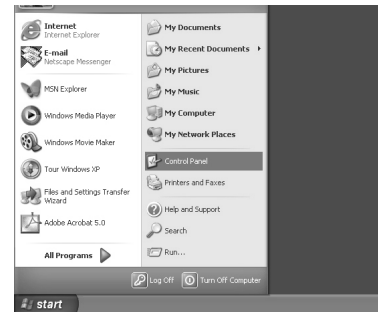 Internet
Internet Explorer
E-mail
Netscape Messenger
MSN Explorer
Windows Media Player
Windows Movie Maker
Tour Windows XP
Files and Settings Transfer
Wizard
Adobe Acrobat 5.0
All Programs
My Documents
My Recent Documents
My Pictures
My Music
My Computer
My Network Places
Control Panel
Printers and Faxes
Help and Support
Search
Run...
Log Off
Turn Off Computer
start